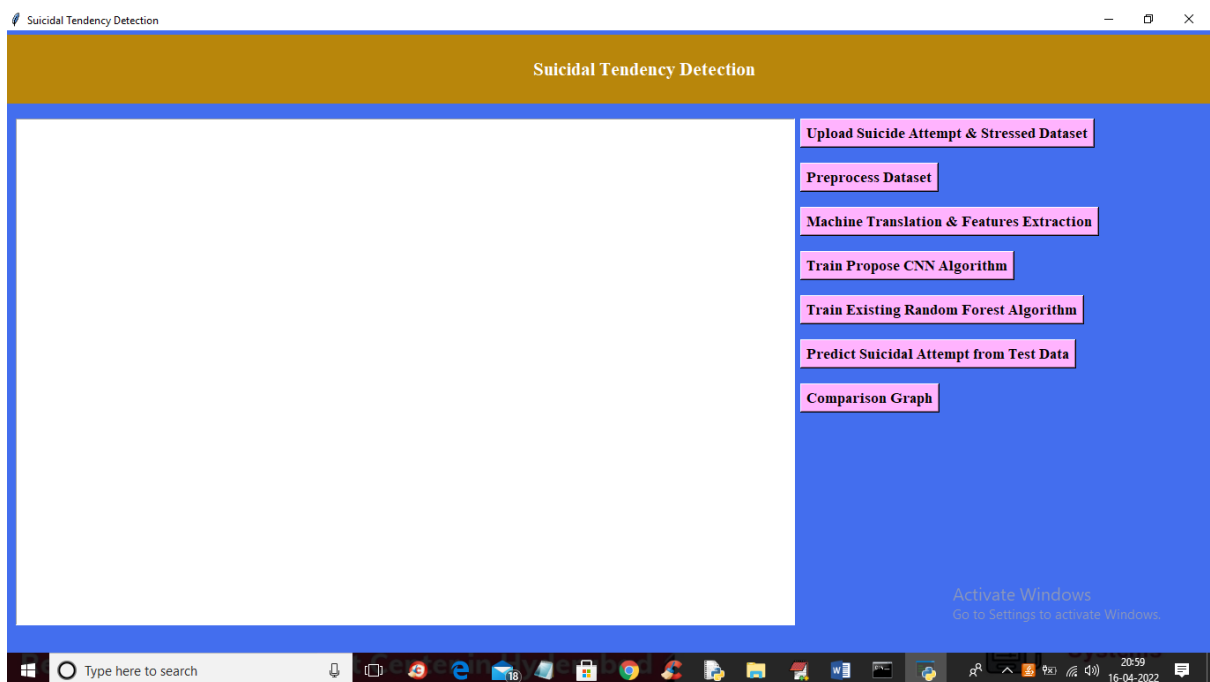 Suicidal Tendency Detection
Suicidal Tendency Detection
Upload Suicide Attempt & Stressed Dataset
Preprocess Dataset
Machine Translation & Features Extraction
Train Propose CNN Algorithm
Train Existing Random Forest Algorithm
Predict Suicidal Attempt from Test Data
Comparison Graph
Activate Windows
Go to Settings to activate Windows.
Type here to search
18
20:59
16-04-2022